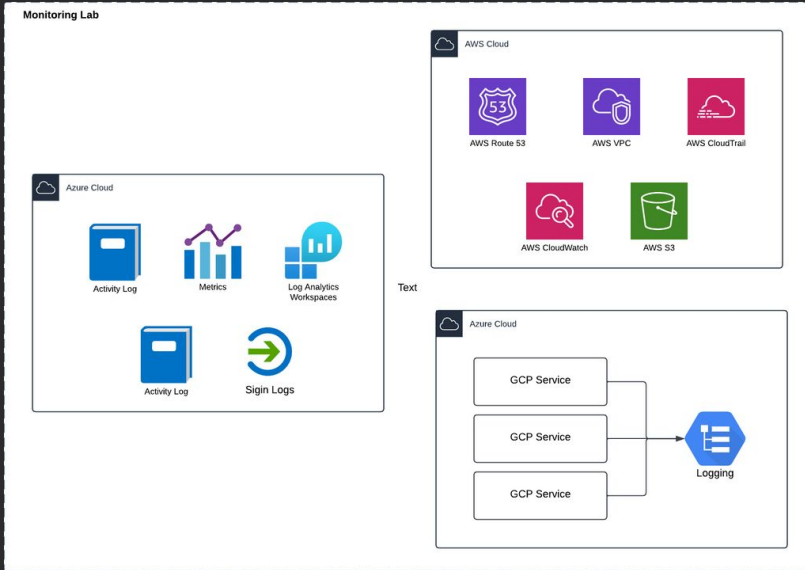 Monitoring Lab
AWS Cloud
53
AWS Route 53
AWS VPC
AWS CloudTrail
AWS CloudWatch
AWS S3
Azure Cloud
Activity Log
Metrics
Log Analytics
Workspaces
Activity Log
Sigin Logs
Text
Azure Cloud
GCP Service
GCP Service
GCP Service
Logging